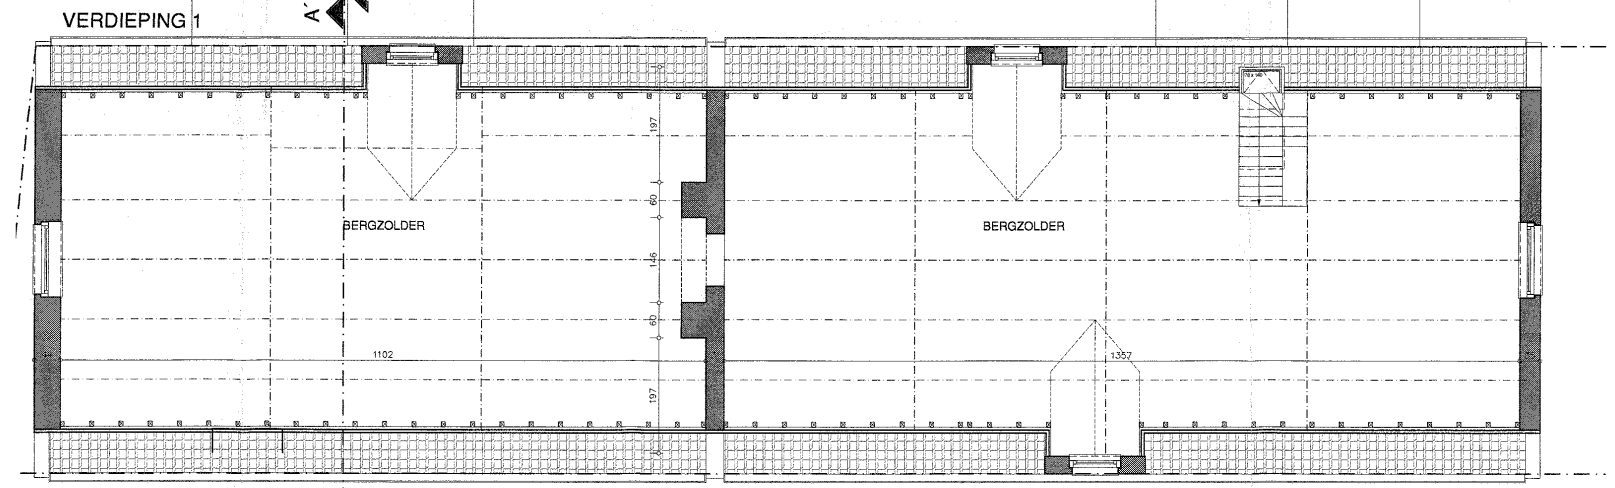 VERDIEPING 1
A'
197
60
BERGZOLDER
BERGZOLDER
146
60
1102
1357
197